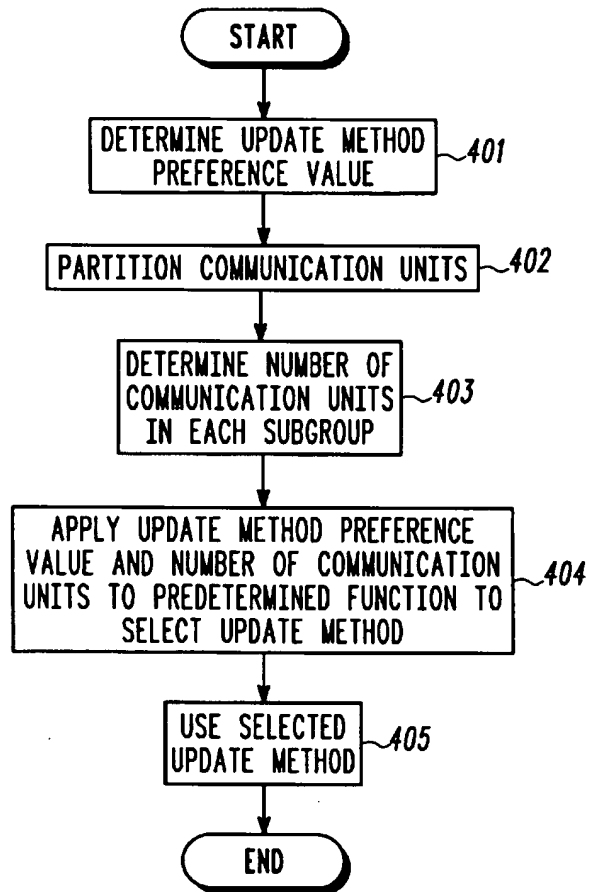 START
DETERMINE UPDATE METHOD
PREFERENCE VALUE
401
PARTITION COMMUNICATION UNITS
402
DETERMINE NUMBER OF
COMMUNICATION UNITS
IN EACH SUBGROUP
403
APPLY UPDATE METHOD PREFERENCE
VALUE AND NUMBER OF COMMUNICATION
UNITS TO PREDETERMINED FUNCTION TO
SELECT UPDATE METHOD
404
USE SELECTED
UPDATE METHOD
405
END